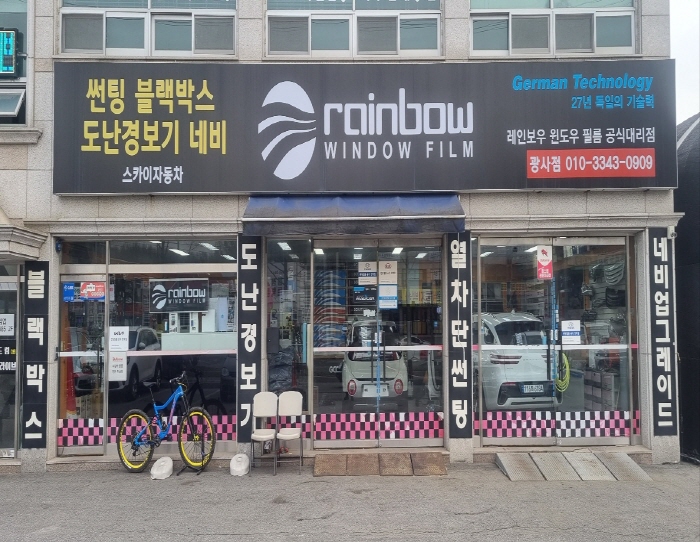 썬팅 블랙박스
도난경보기 네비
스카이자동차
rainbow
WINDOW FILM
German Technology
27년 독일의 기술력
레인보우 윈도우 필름 공식대리점
광사점 010-3343-0909
블랙박스
rainbow
WINDOW FILM
도난경보기
열차단썬팅
네비업그레이드